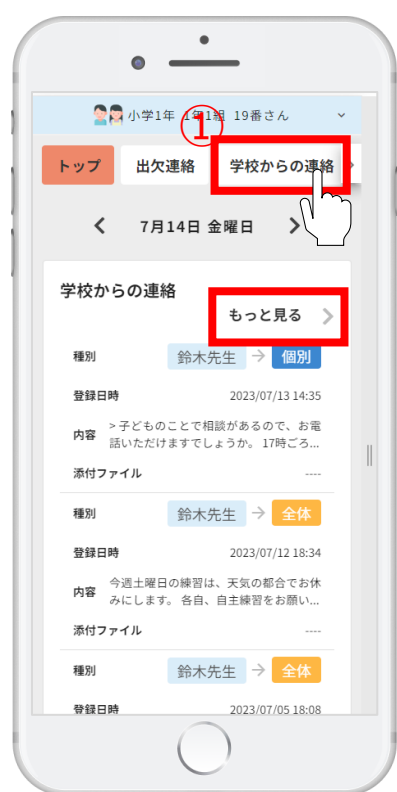 小学1年 1年1組 19番さん
①
トップ 出欠連絡 学校からの連絡
7月14日 金曜日
学校からの連絡
もっと見る
種別 鈴木先生 → 個別
登録日時 2023/07/13 14:35
内容 > 子どものことで相談があるので、お電
話いただけますでしょうか。 17時ごろ...
添付ファイル ----
種別 鈴木先生 → 全体
登録日時 2023/07/12 18:34
内容 今週土曜日の練習は、天気の都合でお休
みにします。 各自、自主練習をお願い...
添付ファイル ----
種別 鈴木先生 → 全体
登録日時 2023/07/05 18:08